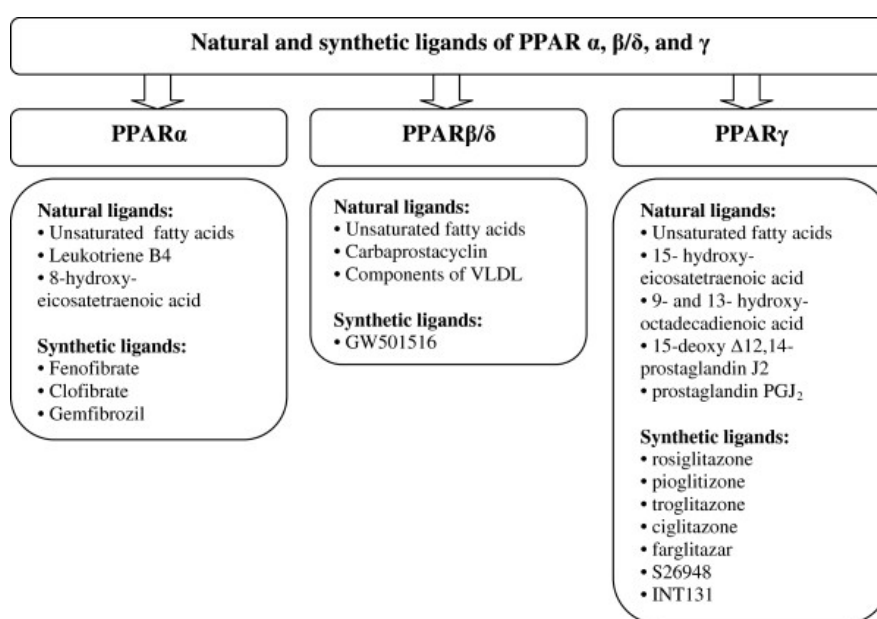 Natural and synthetic ligands of PPAR α, β/δ, and γ
PPARα
Natural ligands:
• Unsaturated fatty acids
• Leukotriene B4
• 8-hydroxy-
eicosatetraenoic acid
Synthetic ligands:
• Fenofibrate
• Clofibrate
• Gemfibrozil
PPARβ/δ
Natural ligands:
• Unsaturated fatty acids
• Carbaprostacyclin
• Components of VLDL
Synthetic ligands:
• GW501516
PPARγ
Natural ligands:
• Unsaturated fatty acids
• 15- hydroxy-
eicosatetraenoic acid
• 9- and 13- hydroxy-
octadecadienoic acid
• 15-deoxy Δ12,14-
prostaglandin J2
• prostaglandin PGJ₂
Synthetic ligands:
• rosiglitazone
• pioglitizone
• troglitazone
• ciglitazone
• farglitazar
• S26948
• INT131